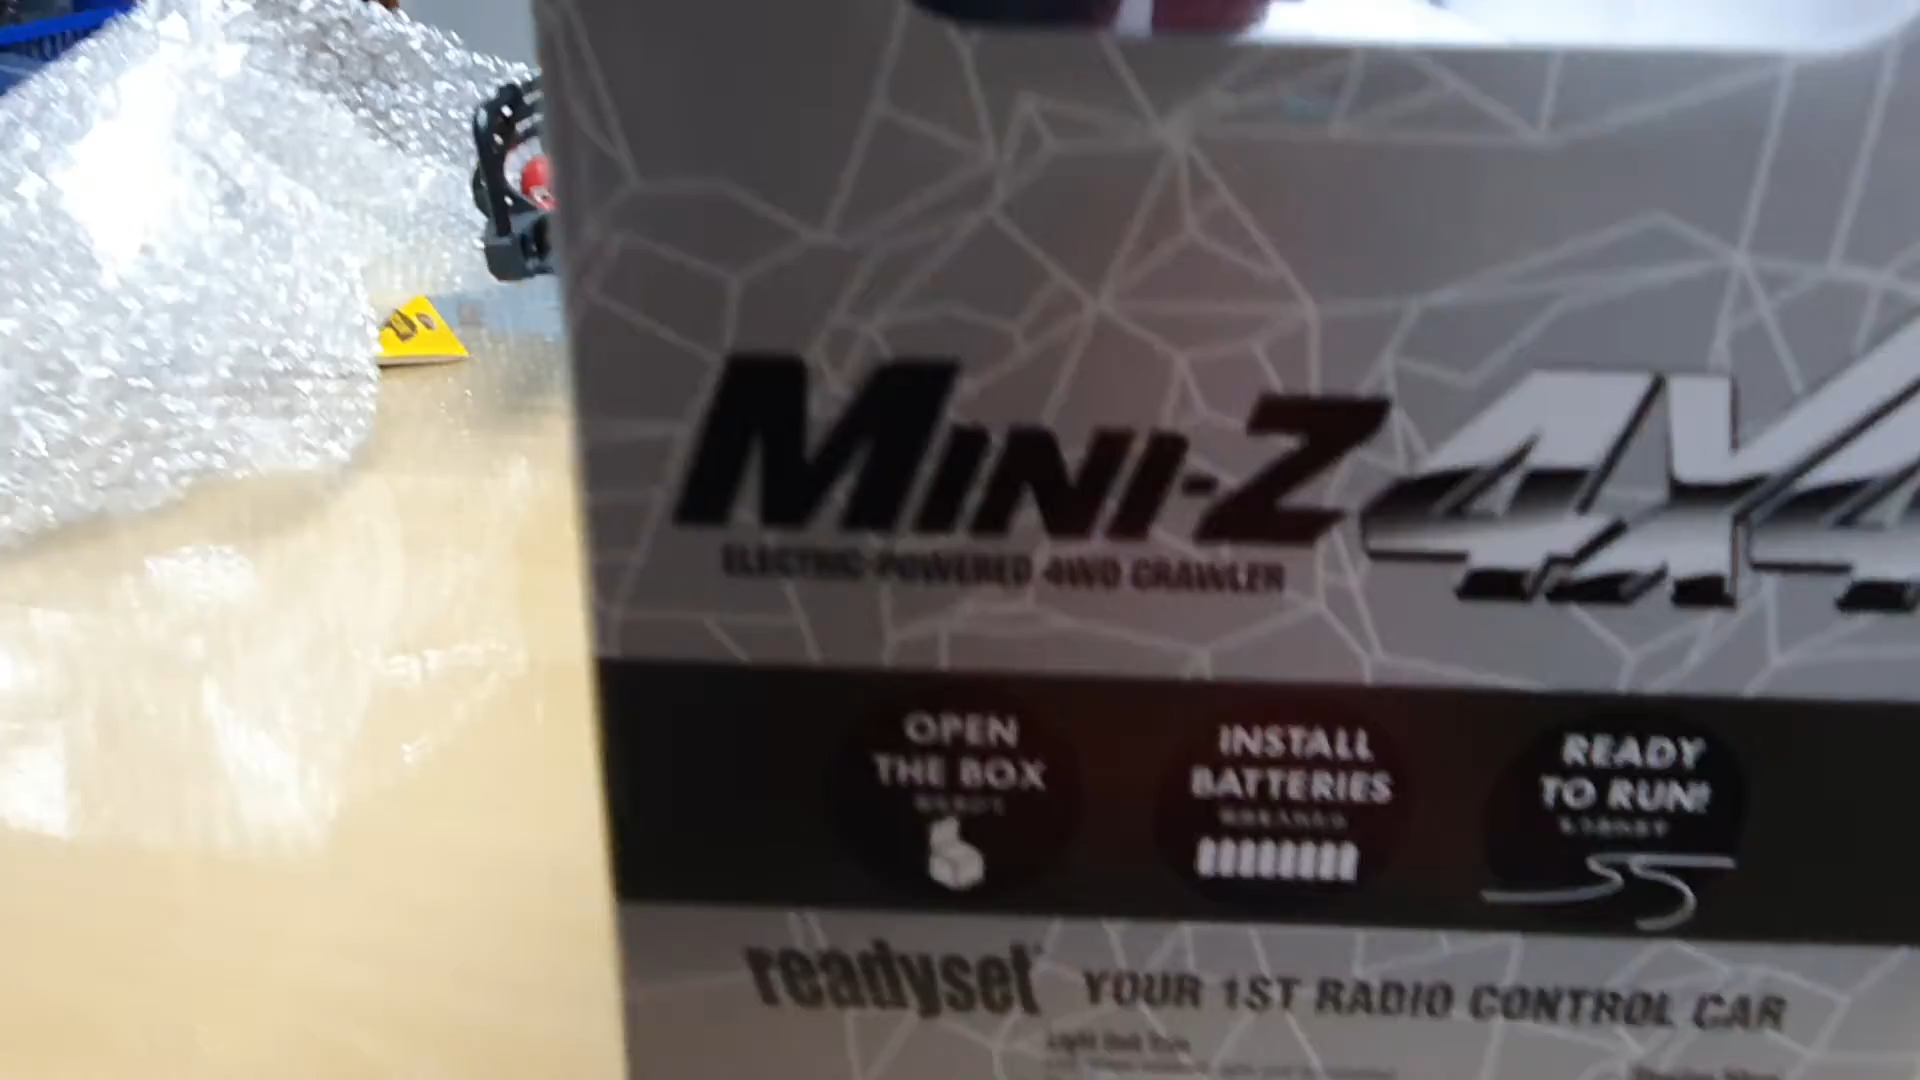 MINI-Z 4X4
ELECTRIC-POWERED 4WD CRAWLER
OPEN
THE BOX
INSTALL
BATTERIES
READY
TO RUN!
readyset
YOUR 1ST RADIO CONTROL CAR